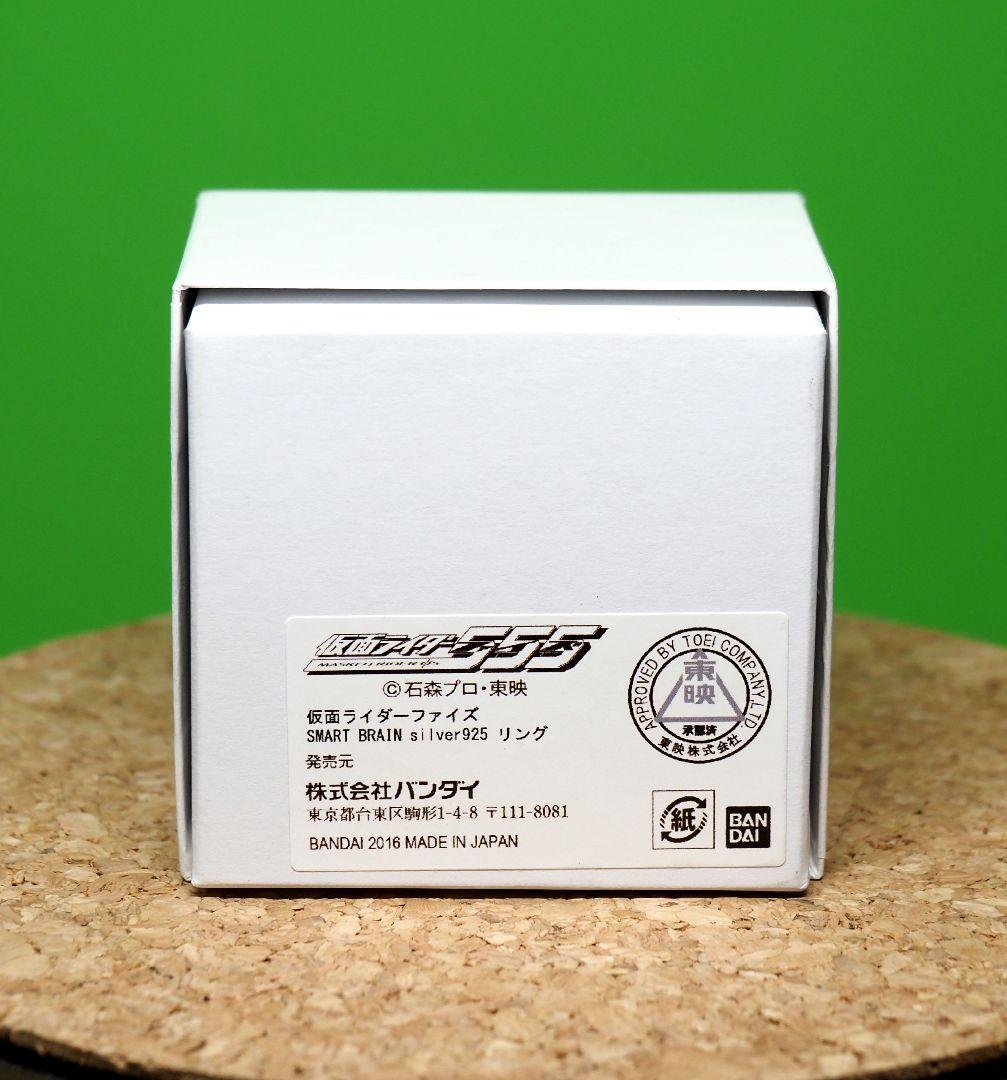 仮面ライダー555
MASKED RIDER φ's
©石森プロ・東映
仮面ライダーファイズ
SMART BRAIN silver925 リング
発売元
株式会社バンダイ
東京都台東区駒形1-4-8 〒111-8081
BANDAI 2016 MADE IN JAPAN
APPROVED BY TOEI COMPANY, LTD
東映
承認済
東映株式会社
紙
BAN
DAI